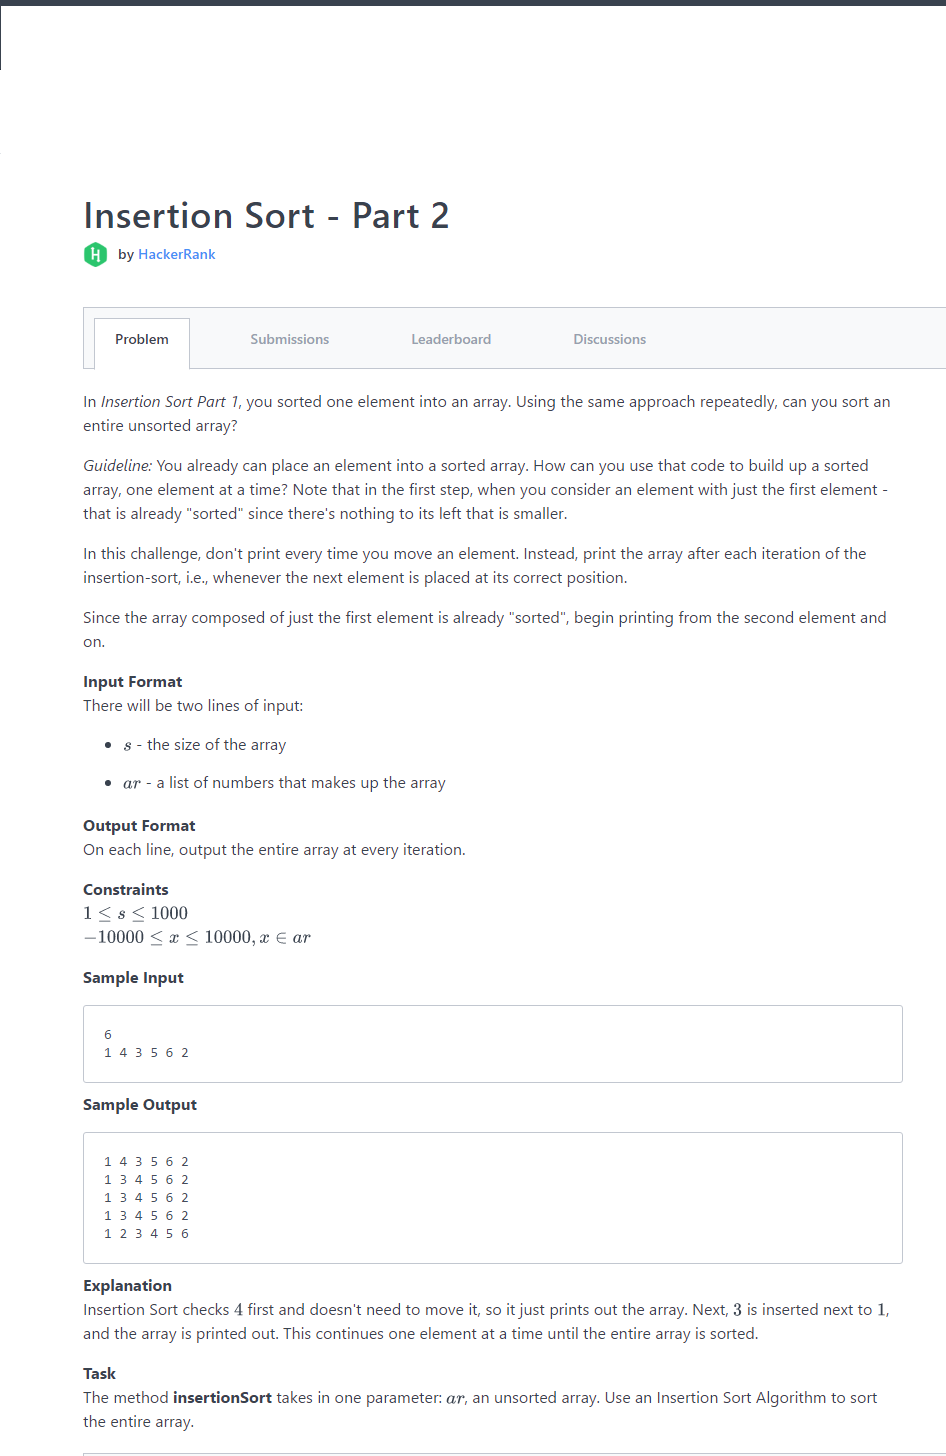 Insertion Sort - Part 2
H by HackerRank
Problem Submissions Leaderboard Discussions
In Insertion Sort Part 1, you sorted one element into an array. Using the same approach repeatedly, can you sort an
entire unsorted array?
Guideline: You already can place an element into a sorted array. How can you use that code to build up a sorted
array, one element at a time? Note that in the first step, when you consider an element with just the first element -
that is already "sorted" since there's nothing to its left that is smaller.
In this challenge, don't print every time you move an element. Instead, print the array after each iteration of the
insertion-sort, i.e., whenever the next element is placed at its correct position.
Since the array composed of just the first element is already "sorted", begin printing from the second element and
on.
Input Format
There will be two lines of input:
• s - the size of the array
• ar - a list of numbers that makes up the array
Output Format
On each line, output the entire array at every iteration.
Constraints
1 ≤ s ≤ 1000
−10000 ≤ x ≤ 10000, x ∈ ar
Sample Input
6
1 4 3 5 6 2
Sample Output
1 4 3 5 6 2
1 3 4 5 6 2
1 3 4 5 6 2
1 3 4 5 6 2
1 2 3 4 5 6
Explanation
Insertion Sort checks 4 first and doesn't need to move it, so it just prints out the array. Next, 3 is inserted next to 1,
and the array is printed out. This continues one element at a time until the entire array is sorted.
Task
The method insertionSort takes in one parameter: ar, an unsorted array. Use an Insertion Sort Algorithm to sort
the entire array.